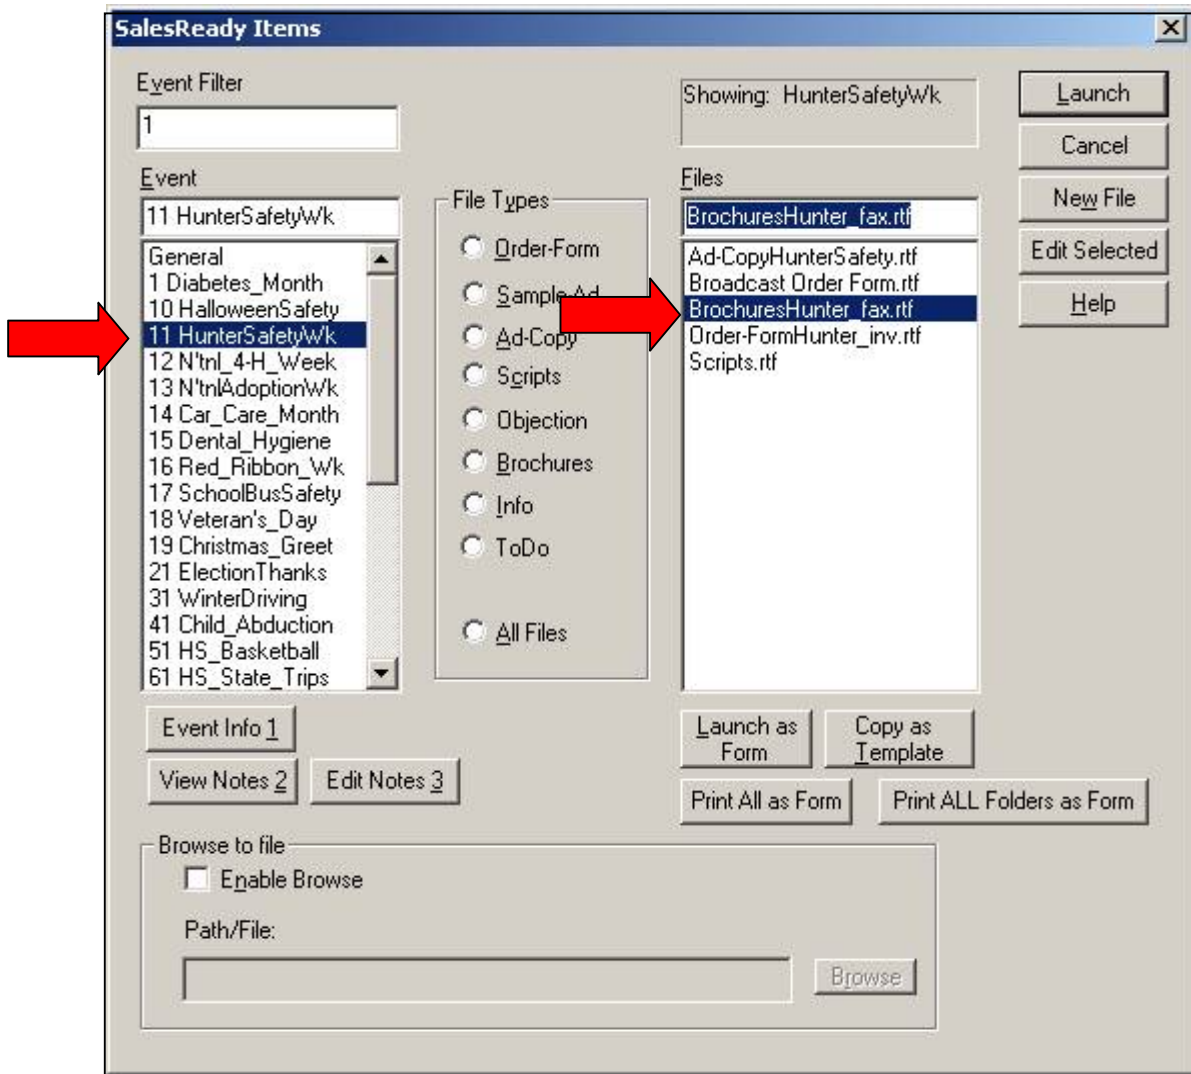 SalesReady Items
Event Filter
1
Showing: HunterSafetyWk
Launch
Cancel
New File
Edit Selected
Help
Event
11 HunterSafetyWk
General
1 Diabetes_Month
10 HalloweenSafety
11 HunterSafetyWk
12 N'tnl_4-H_Week
13 N'tnlAdoptionWk
14 Car_Care_Month
15 Dental_Hygiene
16 Red_Ribbon_Wk
17 SchoolBusSafety
18 Veteran's_Day
19 Christmas_Greet
21 ElectionThanks
31 WinterDriving
41 Child_Abduction
51 HS_Basketball
61 HS_State_Trips
File Types
Order-Form
Sample-Ad
Ad-Copy
Scripts
Objection
Brochures
Info
ToDo
All Files
Files
BrochuresHunter_fax.rtf
Ad-CopyHunterSafety.rtf
Broadcast Order Form.rtf
BrochuresHunter_fax.rtf
Order-FormHunter_inv.rtf
Scripts.rtf
Event Info 1
View Notes 2
Edit Notes 3
Launch as
Form
Copy as
Template
Print All as Form
Print ALL Folders as Form
Browse to file
Enable Browse
Path/File:
Browse